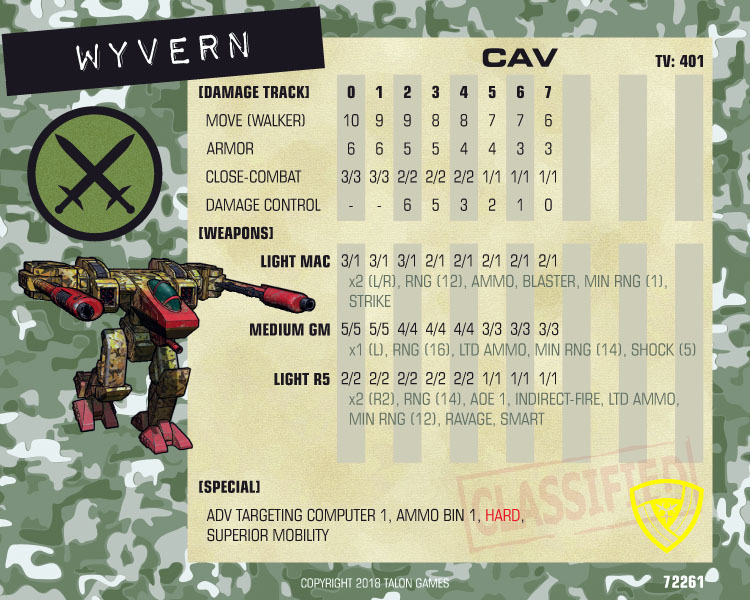 WYVERN
CAV
TV: 401
[DAMAGE TRACK] 0 1 2 3 4 5 6 7
MOVE (WALKER) 10 9 9 8 8 7 7 6
ARMOR 6 6 5 5 4 4 3 3
CLOSE-COMBAT 3/3 3/3 2/2 2/2 2/2 1/1 1/1 1/1
DAMAGE CONTROL - - 6 5 3 2 1 0
[WEAPONS]
LIGHT MAC 3/1 3/1 3/1 2/1 2/1 2/1 2/1 2/1
x2 (L/R), RNG (12), AMMO, BLASTER, MIN RNG (1),
STRIKE
MEDIUM GM 5/5 5/5 4/4 4/4 4/4 3/3 3/3 3/3
x1 (L), RNG (16), LTD AMMO, MIN RNG (14), SHOCK (5)
LIGHT R5 2/2 2/2 2/2 2/2 2/2 1/1 1/1 1/1
x2 (R2), RNG (14), AOE 1, INDIRECT-FIRE, LTD AMMO,
MIN RNG (12), RAVAGE, SMART
[SPECIAL]
CLASSIFIED
ADV TARGETING COMPUTER 1, AMMO BIN 1, HARD,
SUPERIOR MOBILITY
COPYRIGHT 2018 TALON GAMES
72261